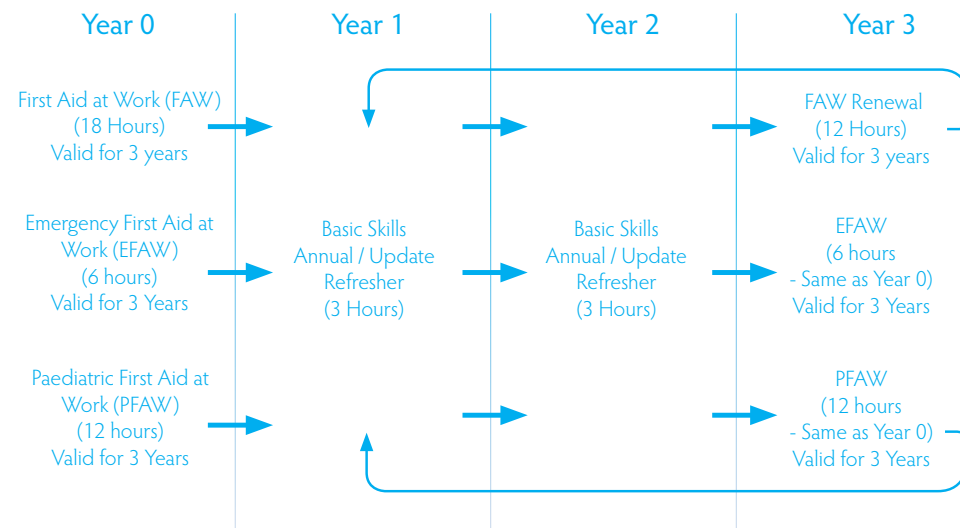 Year 0
Year 1
Year 2
Year 3
First Aid at Work (FAW)
(18 Hours)
Valid for 3 years
FAW Renewal
(12 Hours)
Valid for 3 years
Emergency First Aid at
Work (EFAW)
(6 hours)
Valid for 3 Years
Basic Skills
Annual / Update
Refresher
(3 Hours)
Basic Skills
Annual / Update
Refresher
(3 Hours)
EFAW
(6 hours
- Same as Year 0)
Valid for 3 Years
Paediatric First Aid at
Work (PFAW)
(12 hours)
Valid for 3 Years
PFAW
(12 hours
- Same as Year 0)
Valid for 3 Years